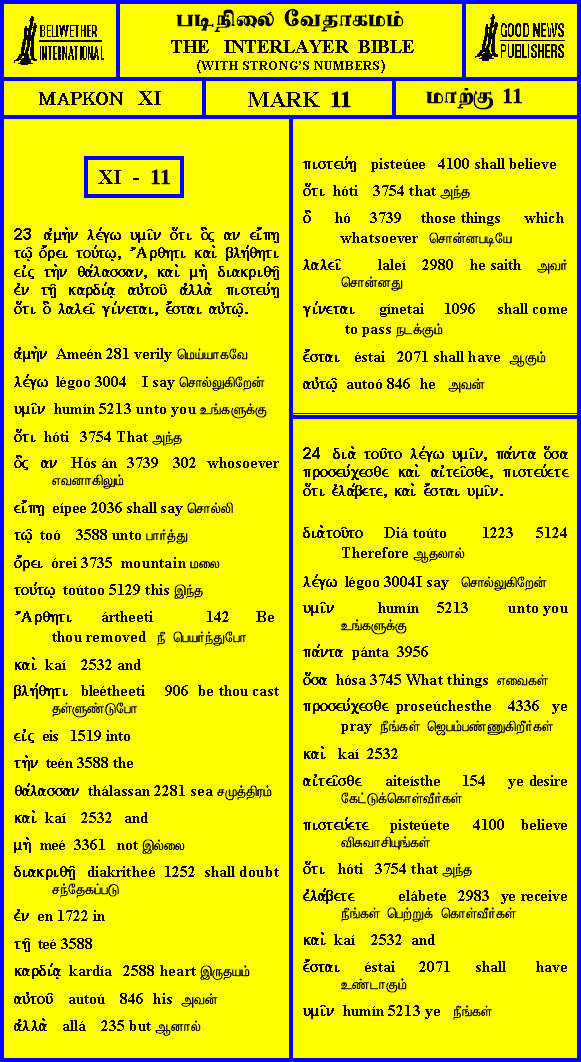 BELLWETHER
INTERNATIONAL
படிநிலை வேதாகமம்
THE INTERLAYER BIBLE
(WITH STRONG'S NUMBERS)
GOOD NEWS
PUBLISHERS
ΜΑΡΚΟΝ XI
MARK 11
மாற்கு 11
XI - 11
23 ἀμὴν λέγω υμῖν ὅτι ὃς αν εἴπῃ
τῷ ὄρει τούτῳ, Ἄρθητι καὶ βλήθητι
εἰς τὴν θάλασσαν, καὶ μὴ διακριθῇ
ἐν τῇ καρδίᾳ αὐτοῦ ἀλλὰ πιστεύῃ
ὅτι ὃ λαλεῖ γίνεται, ἔσται αὐτῷ.
ἀμὴν Ameén 281 verily மெய்யாகவே
λέγω légoo 3004 I say சொல்லுகிறேன்
υμῖν humín 5213 unto you உங்களுக்கு
ὅτι hóti 3754 That அந்த
ὃς αν Hós án 3739 302 whosoever
எவனாகிலும்
εἴπῃ eípee 2036 shall say சொல்லி
τῷ toó 3588 unto பார்த்து
ὄρει órei 3735 mountain மலை
τούτῳ toútoo 5129 this இந்த
Ἄρθητι ártheeti 142 Be
thou removed நீ பெயர்ந்துபோ
καὶ kaí 2532 and
βλήθητι bleétheeti 906 be thou cast
தள்ளுண்டுபோ
εἰς eis 1519 into
τὴν teén 3588 the
θάλασσαν thálassan 2281 sea சமுத்திரம்
καὶ kaí 2532 and
μὴ meé 3361 not இல்லை
διακριθῇ diakritheé 1252 shall doubt
சந்தேகப்படு
ἐν en 1722 in
τῇ teé 3588
καρδίᾳ kardía 2588 heart இருதயம்
αὐτοῦ autoú 846 his அவன்
ἀλλὰ allá 235 but ஆனால்
πιστεύῃ pisteúee 4100 shall believe
ὅτι hóti 3754 that அந்த
ὃ hó 3739 those things which
whatsoever சொன்னபடியே
λαλεῖ laleí 2980 he saith அவர்
சொன்னது
γίνεται gínetai 1096 shall come
to pass நடக்கும்
ἔσται éstai 2071 shall have ஆகும்
αὐτῷ autoó 846 he அவன்
24 διὰ τοῦτο λέγω υμῖν, πάντα ὅσα
προσεύχεσθε καὶ αἰτεῖσθε, πιστεύετε
ὅτι ἐλάβετε, καὶ ἔσται υμῖν.
διὰτοῦτο Diá toúto 1223 5124
Therefore ஆதலால்
λέγω légoo 3004I say சொல்லுகிறேன்
υμῖν humín 5213 unto you
உங்களுக்கு
πάντα pánta 3956
ὅσα hósa 3745 What things எவைகள்
προσεύχεσθε proseúchesthe 4336 ye
pray நீங்கள் ஜெபம்பண்ணுகிறீர்கள்
καὶ kaí 2532
αἰτεῖσθε aiteísthe 154 ye desire
கேட்டுக்கொள்வீர்கள்
πιστεύετε pisteúete 4100 believe
விசுவாசியுங்கள்
ὅτι hóti 3754 that அந்த
ἐλάβετε elábete 2983 ye receive
நீங்கள் பெற்றுக் கொள்வீர்கள்
καὶ kaí 2532 and
ἔσται éstai 2071 shall have
உண்டாகும்
υμῖν humín 5213 ye நீங்கள்